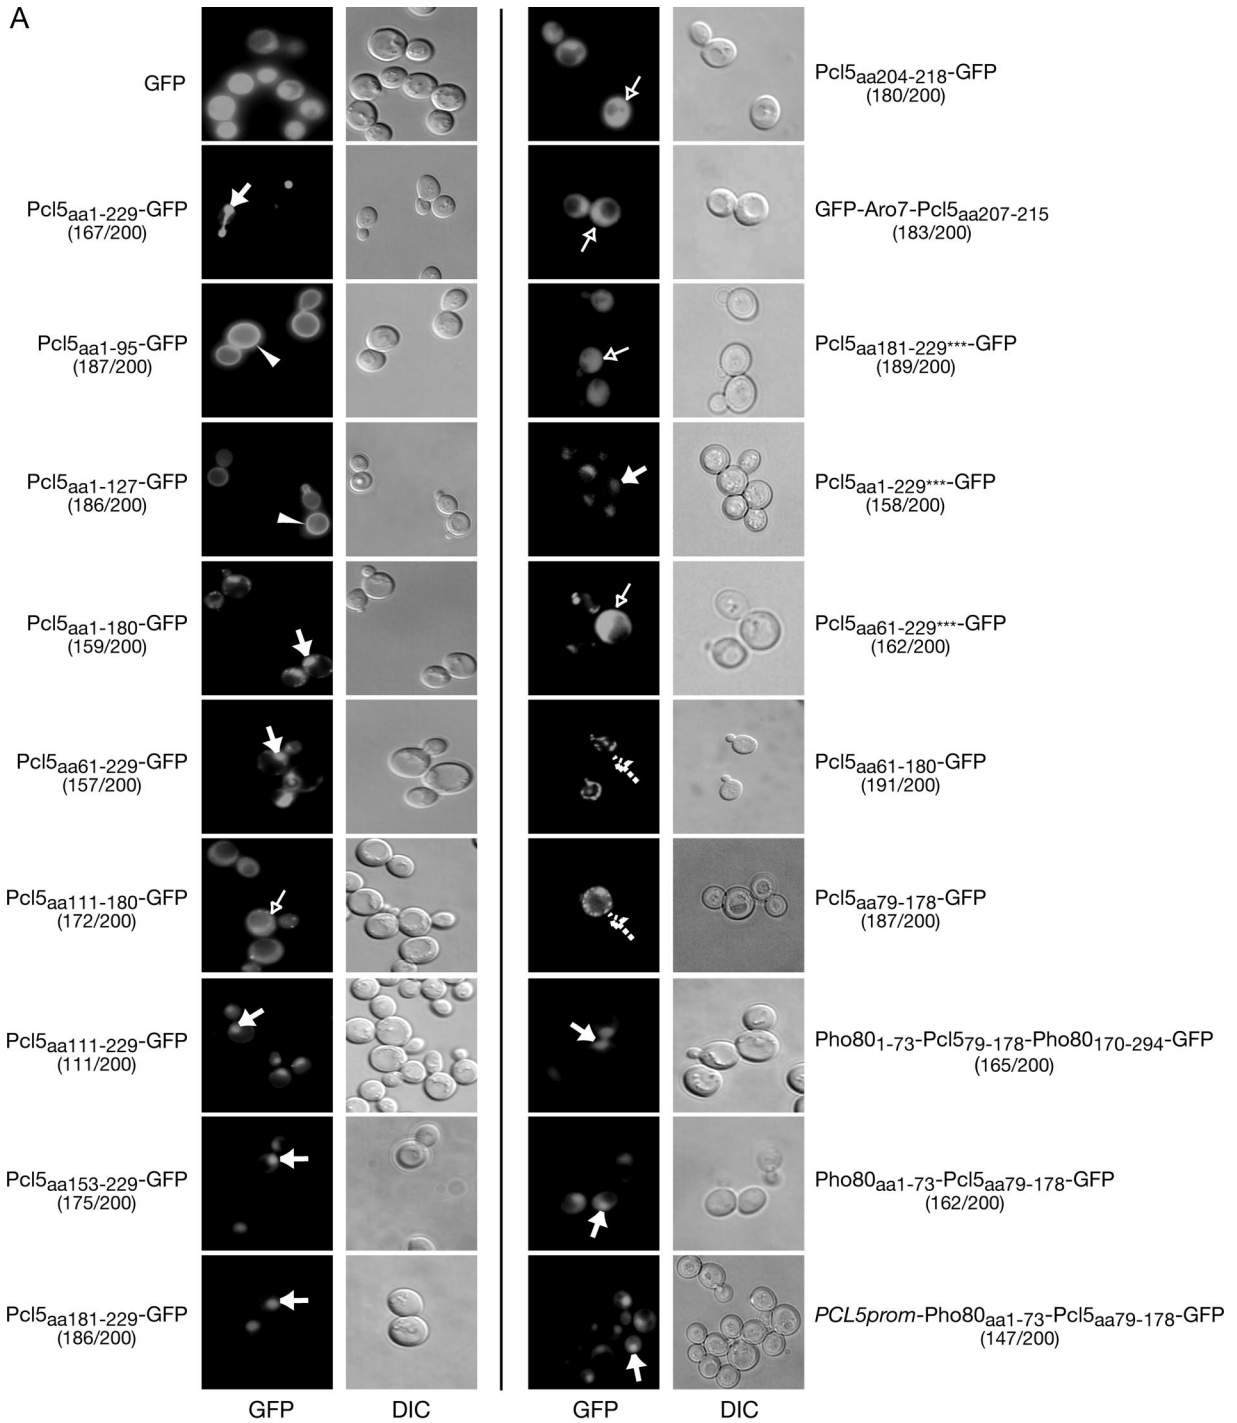 A
GFP
Pcl5aa1-229-GFP
(167/200)
Pcl5aa1-95-GFP
(187/200)
Pcl5aa1-127-GFP
(186/200)
Pcl5aa1-180-GFP
(159/200)
Pcl5aa61-229-GFP
(157/200)
Pcl5aa111-180-GFP
(172/200)
Pcl5aa111-229-GFP
(111/200)
Pcl5aa153-229-GFP
(175/200)
Pcl5aa181-229-GFP
(186/200)
GFP DIC
Pcl5aa204-218-GFP
(180/200)
GFP-Aro7-Pcl5aa207-215
(183/200)
Pcl5aa181-229***-GFP
(189/200)
Pcl5aa1-229***-GFP
(158/200)
Pcl5aa61-229***-GFP
(162/200)
Pcl5aa61-180-GFP
(191/200)
Pcl5aa79-178-GFP
(187/200)
Pho801-73-Pcl579-178-Pho80170-294-GFP
(165/200)
Pho80aa1-73-Pcl5aa79-178-GFP
(162/200)
PCL5prom-Pho80aa1-73-Pcl5aa79-178-GFP
(147/200)
GFP DIC